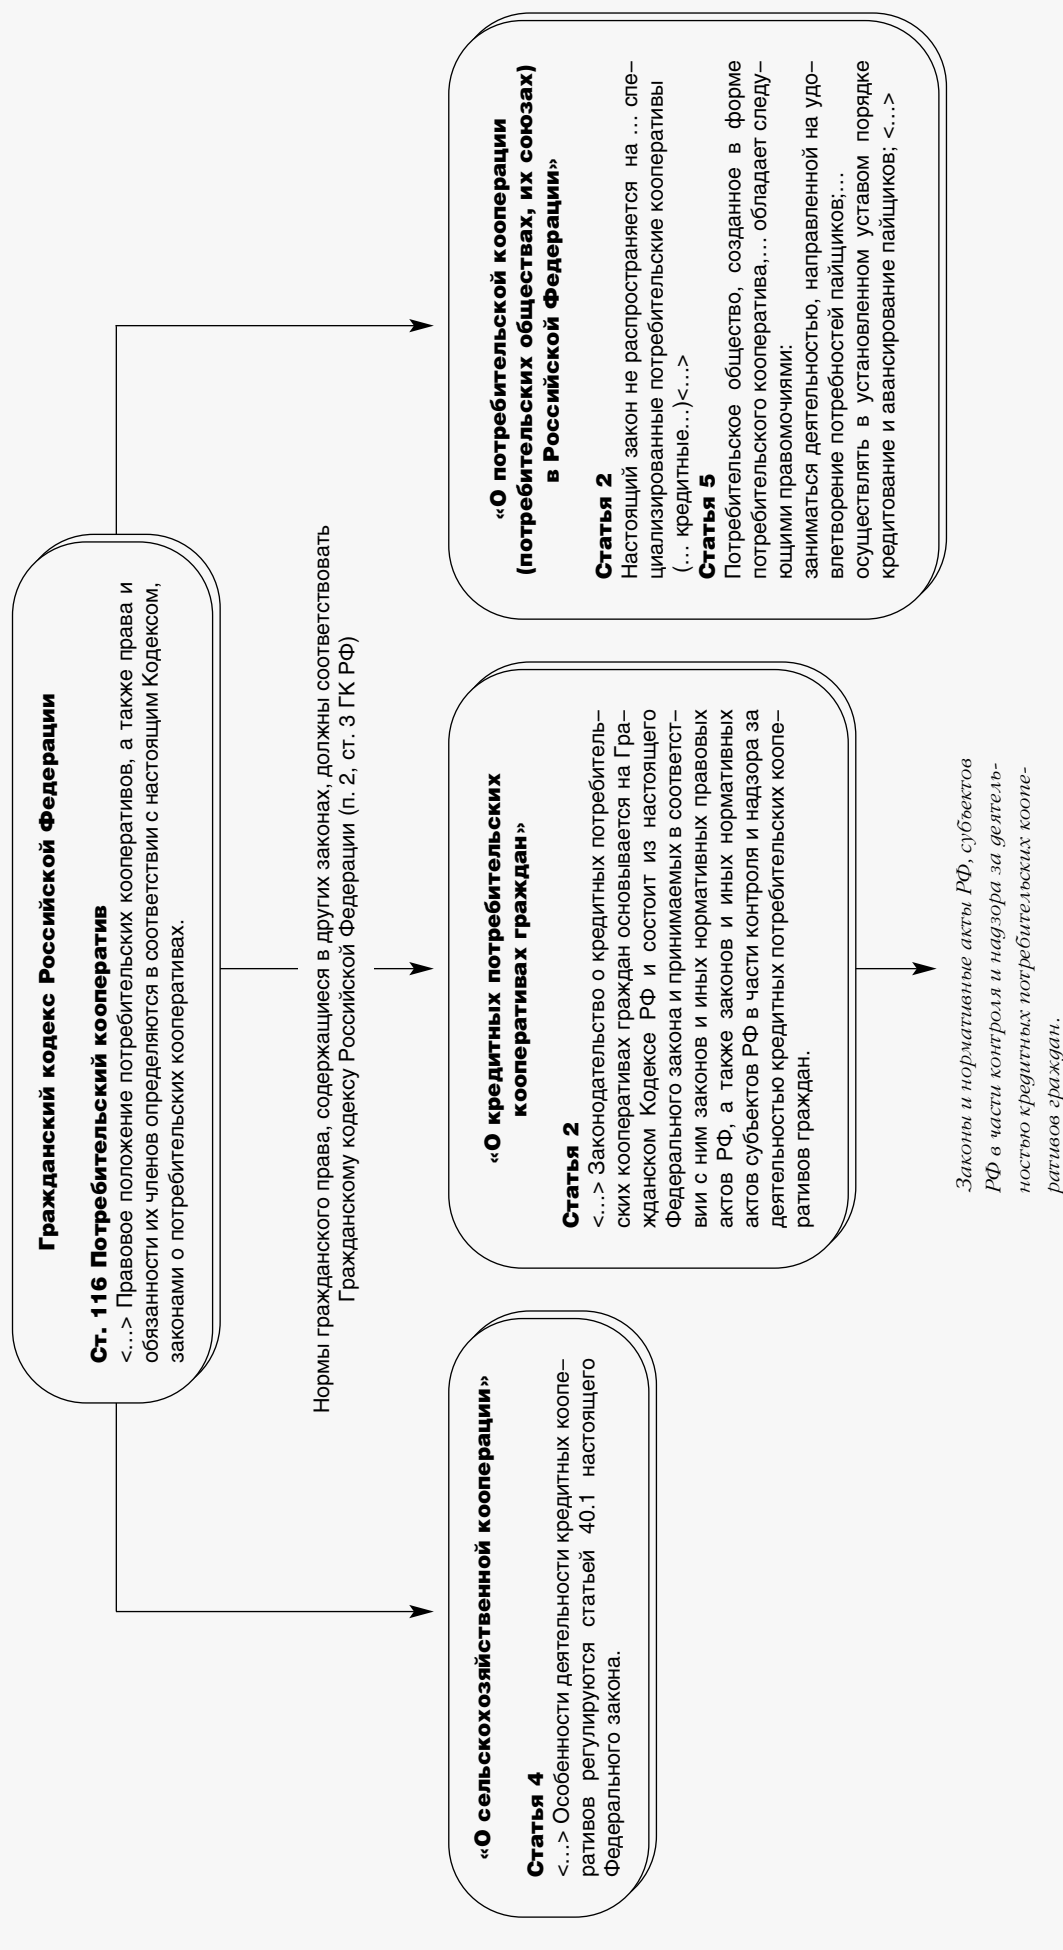 Гражданский кодекс Российской Федерации
Ст. 116 Потребительский кооператив
<...> Правовое положение потребительских кооперативов, а также права и
обязанности их членов определяются в соответствии с настоящим Кодексом,
законами о потребительских кооперативах.
Нормы гражданского права, содержащиеся в других законах, должны соответствовать
Гражданскому кодексу Российской Федерации (п. 2, ст. 3 ГК РФ)
«О сельскохозяйственной кооперации»
Статья 4
<...> Особенности деятельности кредитных коопе–
ративов регулируются статьей 40.1 настоящего
Федерального закона.
«О кредитных потребительских
кооперативах граждан»
Статья 2
<...> Законодательство о кредитных потребитель–
ских кооперативах граждан основывается на Гра–
жданском Кодексе РФ и состоит из настоящего
Федерального закона и принимаемых в соответст–
вии с ним законов и иных нормативных правовых
актов РФ, а также законов и иных нормативных
актов субъектов РФ в части контроля и надзора за
деятельностью кредитных потребительских коопе–
ративов граждан.
«О потребительской кооперации
(потребительских обществах, их союзах)
в Российской Федерации»
Статья 2
Настоящий закон не распространяется на ... спе–
циализированные потребительские кооперативы
(... кредитные...)<...>
Статья 5
Потребительское общество, созданное в форме
потребительского кооператива,... обладает следу–
ющими правомочиями:
заниматься деятельностью, направленной на удо–
влетворение потребностей пайщиков;...
осуществлять в установленном уставом порядке
кредитование и авансирование пайщиков; <...>
Законы и нормативные акты РФ, субъектов
РФ в части контроля и надзора за деятель-
ностью кредитных потребительских коопе-
ративов граждан.